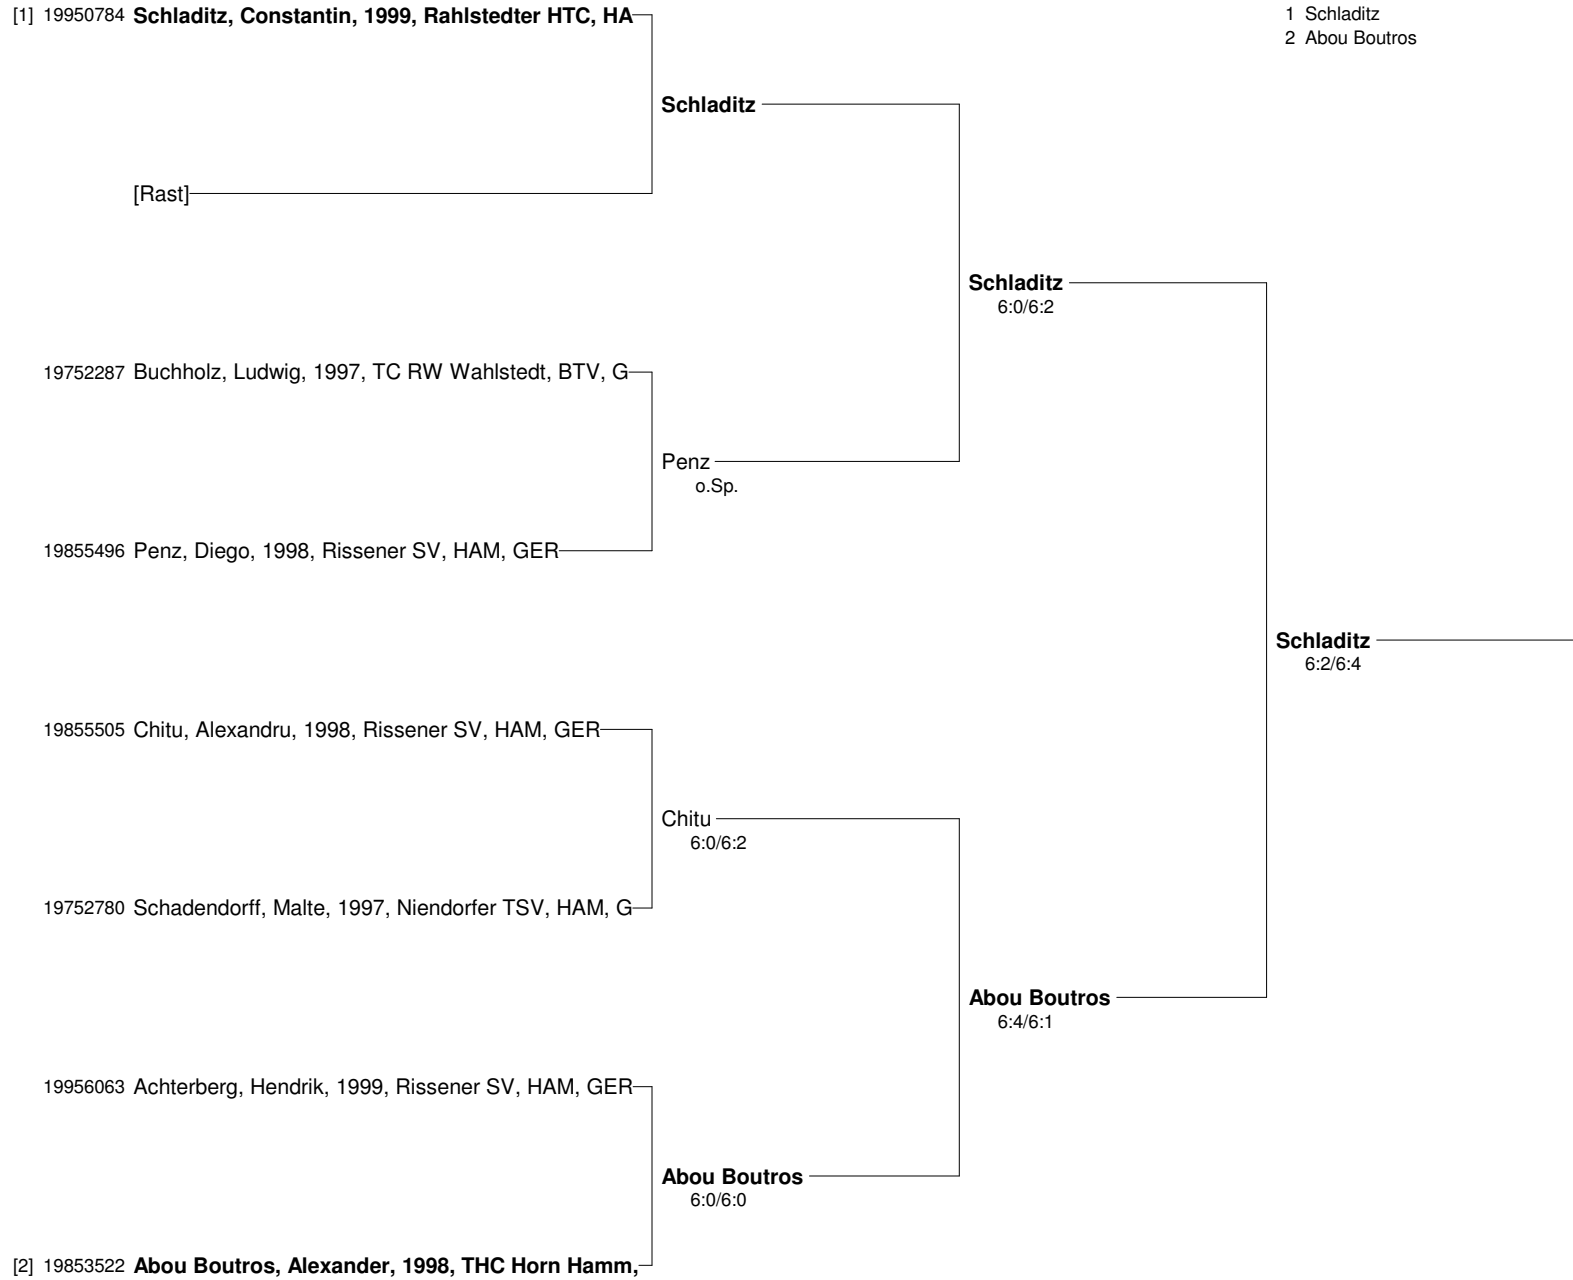 [1] 19950784 Schladitz, Constantin, 1999, Rahlstedter HTC, HA
1 Schladitz
2 Abou Boutros
Schladitz
[Rast]
Schladitz
6:0/6:2
19752287 Buchholz, Ludwig, 1997, TC RW Wahlstedt, BTV, G
Penz
o.Sp.
19855496 Penz, Diego, 1998, Rissener SV, HAM, GER
Schladitz
6:2/6:4
19855505 Chitu, Alexandru, 1998, Rissener SV, HAM, GER
Chitu
6:0/6:2
19752780 Schadendorff, Malte, 1997, Niendorfer TSV, HAM, G
Abou Boutros
6:4/6:1
19956063 Achterberg, Hendrik, 1999, Rissener SV, HAM, GER
Abou Boutros
6:0/6:0
[2] 19853522 Abou Boutros, Alexander, 1998, THC Horn Hamm,